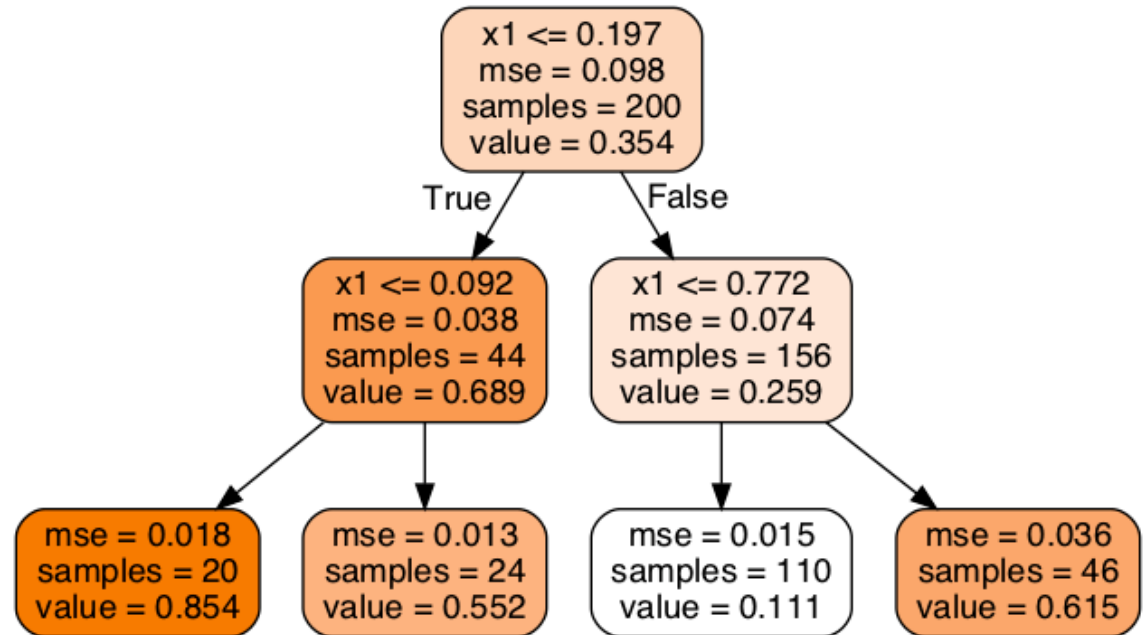 x1 <= 0.197
mse = 0.098
samples = 200
value = 0.354
True
False
x1 <= 0.092
mse = 0.038
samples = 44
value = 0.689
x1 <= 0.772
mse = 0.074
samples = 156
value = 0.259
mse = 0.018
samples = 20
value = 0.854
mse = 0.013
samples = 24
value = 0.552
mse = 0.015
samples = 110
value = 0.111
mse = 0.036
samples = 46
value = 0.615